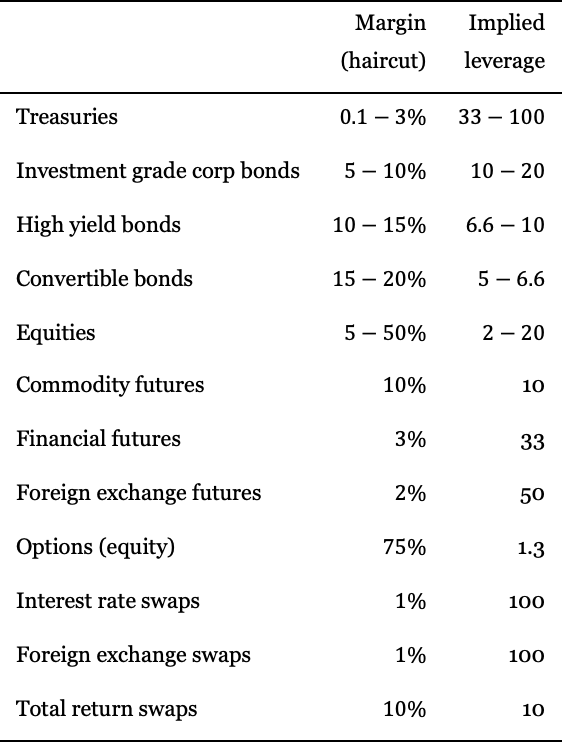 Margin Implied
(haircut) leverage
Treasuries 0.1 – 3% 33 – 100
Investment grade corp bonds 5 – 10% 10 – 20
High yield bonds 10 – 15% 6.6 – 10
Convertible bonds 15 – 20% 5 – 6.6
Equities 5 – 50% 2 – 20
Commodity futures 10% 10
Financial futures 3% 33
Foreign exchange futures 2% 50
Options (equity) 75% 1.3
Interest rate swaps 1% 100
Foreign exchange swaps 1% 100
Total return swaps 10% 10